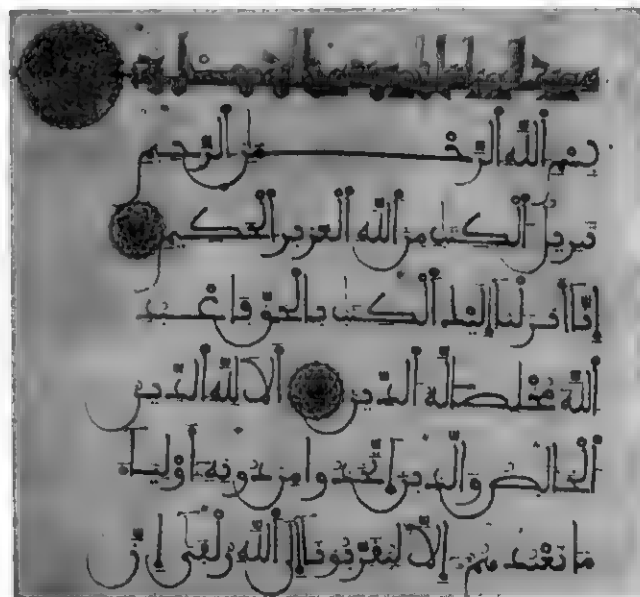 بسم الله الرحمن الرحيم
تنزيل الكتب من الله العزيز الحكيم
إنا أنزلنا إليك الكتب بالحق فاعبد
الله مخلصا له الدين ألا لله الدين
الخالص والذين اتخذوا من دونه أولياء
ما نعبدهم إلا ليقربونا إلى الله زلفى إن